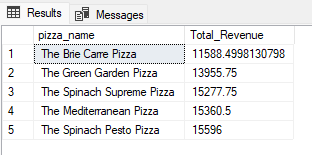 Results Messages
pizza_name Total_Revenue
1 The Brie Carre Pizza 11588.4998130798
2 The Green Garden Pizza 13955.75
3 The Spinach Supreme Pizza 15277.75
4 The Mediterranean Pizza 15360.5
5 The Spinach Pesto Pizza 15596